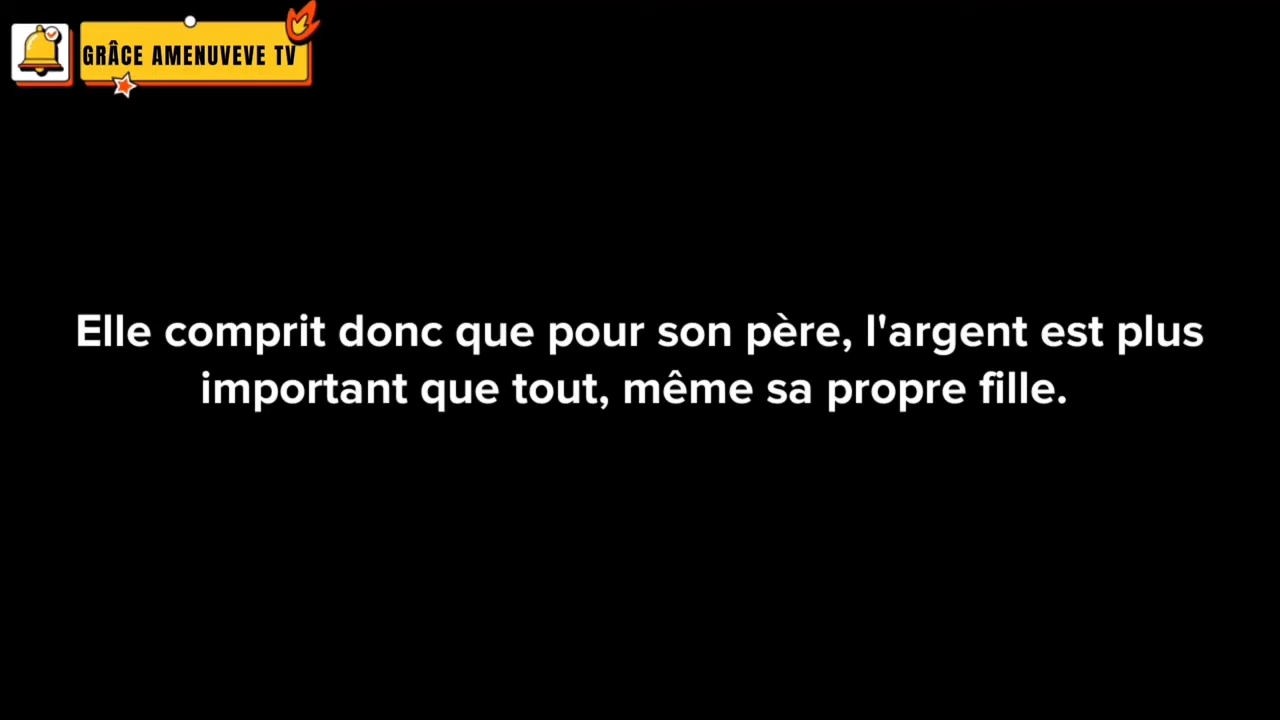 GRÂCE AMENUVEVE TV
Elle comprit donc que pour son père, l'argent est plus
important que tout, même sa propre fille.